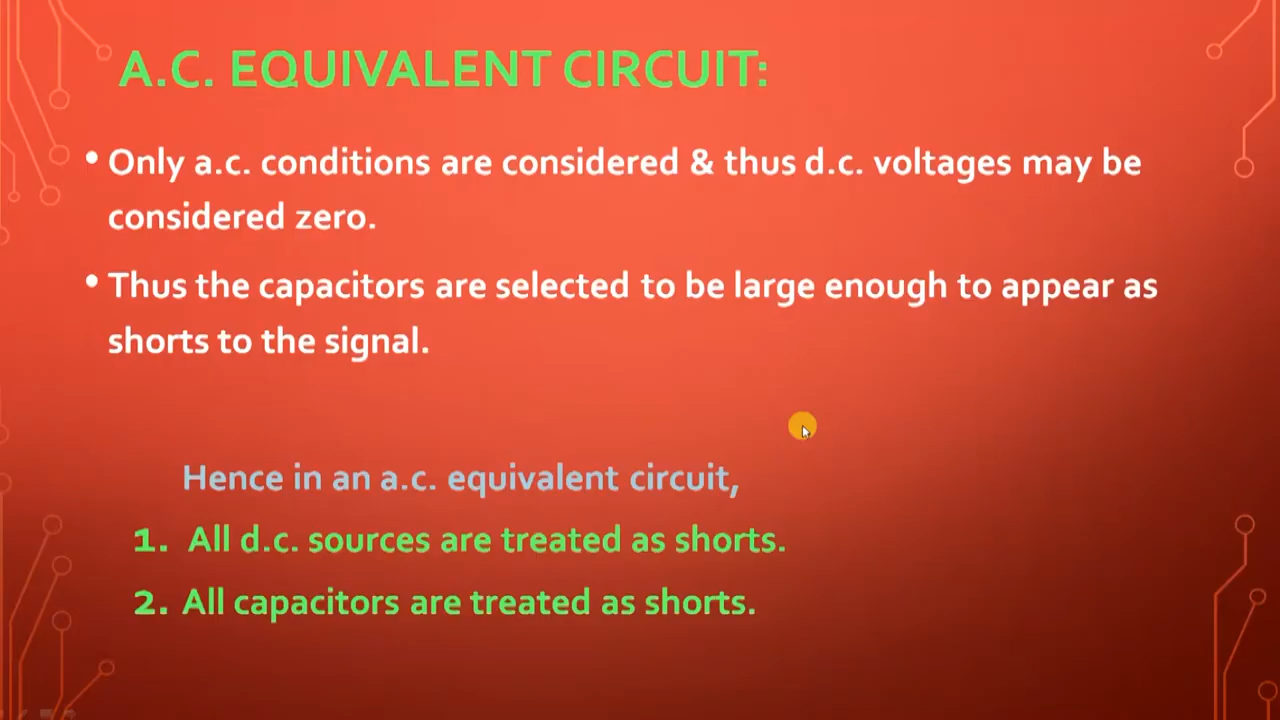 A.C. EQUIVALENT CIRCUIT:
• Only a.c. conditions are considered & thus d.c. voltages may be
considered zero.
• Thus the capacitors are selected to be large enough to appear as
shorts to the signal.
Hence in an a.c. equivalent circuit,
1. All d.c. sources are treated as shorts.
2. All capacitors are treated as shorts.